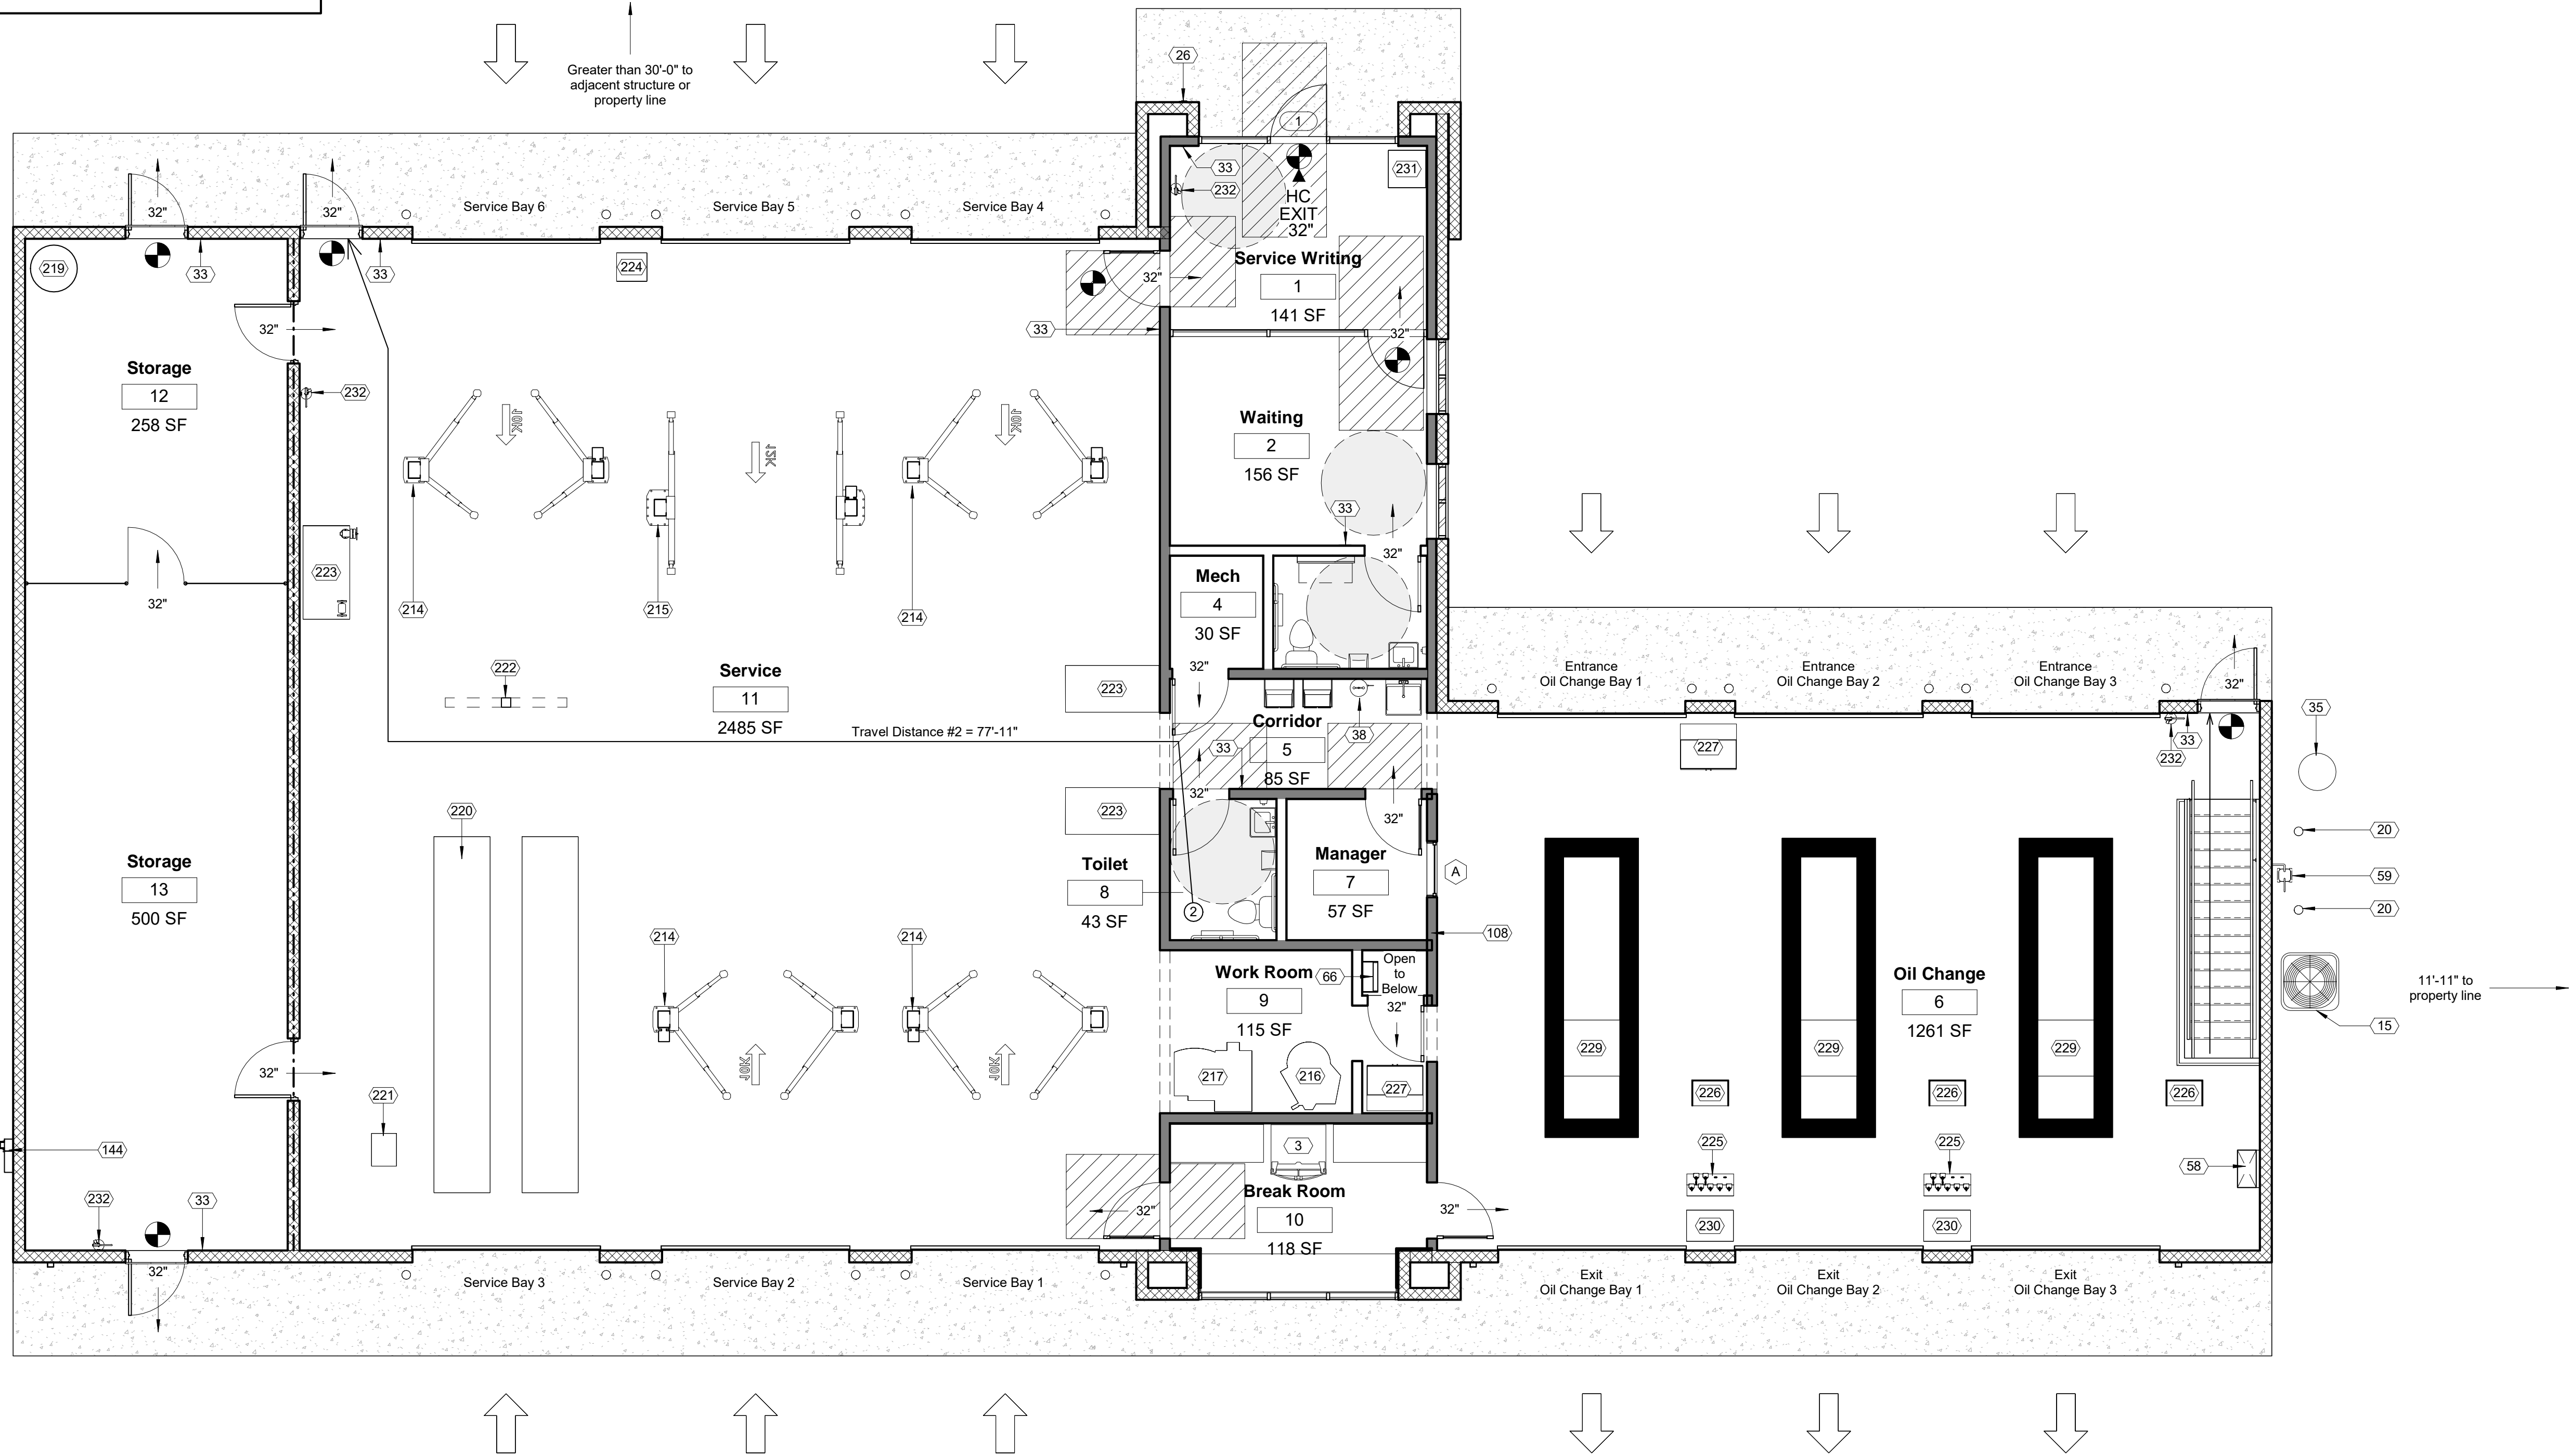 Greater than 30'-0" to
adjacent structure or
property line
26
1
33
232
231
HC
EXIT
32"
32"
32"
Service Bay 6
Service Bay 5
Service Bay 4
219
33
33
224
32"
Service Writing
1
141 SF
32"
33
32"
Storage
12
258 SF
232
10K
12K
10K
Waiting
2
156 SF
33
32"
223
32"
214
215
214
Mech
4
30 SF
32"
222
Service
11
2485 SF
Travel Distance #2 = 77'-11"
223
Corridor
5
85 SF
33
38
32"
Entrance
Oil Change Bay 1
Entrance
Oil Change Bay 2
Entrance
Oil Change Bay 3
32"
35
227
33
232
220
223
32"
Toilet
8
43 SF
2
Manager
7
57 SF
A
20
59
20
Storage
13
500 SF
214
214
108
Work Room
9
115 SF
66
Open
to
Below
32"
Oil Change
6
1261 SF
11'-11" to
property line
15
229
229
229
10K
10K
32"
217
216
227
226
226
226
221
144
3
225
225
58
232
33
Break Room
10
118 SF
32"
32"
230
230
32"
Service Bay 3
Service Bay 2
Service Bay 1
Exit
Oil Change Bay 1
Exit
Oil Change Bay 2
Exit
Oil Change Bay 3